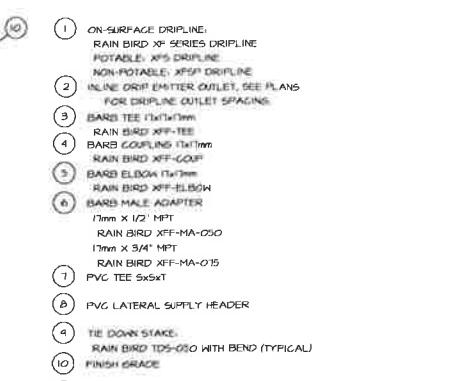 10
1 ON-SURFACE DRIPLINE:
RAIN BIRD XF SERIES DRIPLINE
POTABLE: XFS DRIPLINE
NON-POTABLE: XFSP DRIPLINE
2 INLINE DRIP EMITTER OUTLET, SEE PLANS
FOR DRIPLINE OUTLET SPACING.
3 BARB TEE 17x17x17mm
RAIN BIRD XFF-TEE
4 BARB COUPLING 17x17mm
RAIN BIRD XFF-COUP
5 BARB ELBOW 17x17mm
RAIN BIRD XFF-ELBOW
6 BARB MALE ADAPTER
17mm X 1/2" MPT
RAIN BIRD XFF-MA-050
17mm X 3/4" MPT
RAIN BIRD XFF-MA-075
7 PVC TEE SxSxT
8 PVC LATERAL SUPPLY HEADER
9 TIE DOWN STAKE:
RAIN BIRD TDS-050 WITH BEND (TYPICAL)
10 FINISH GRADE